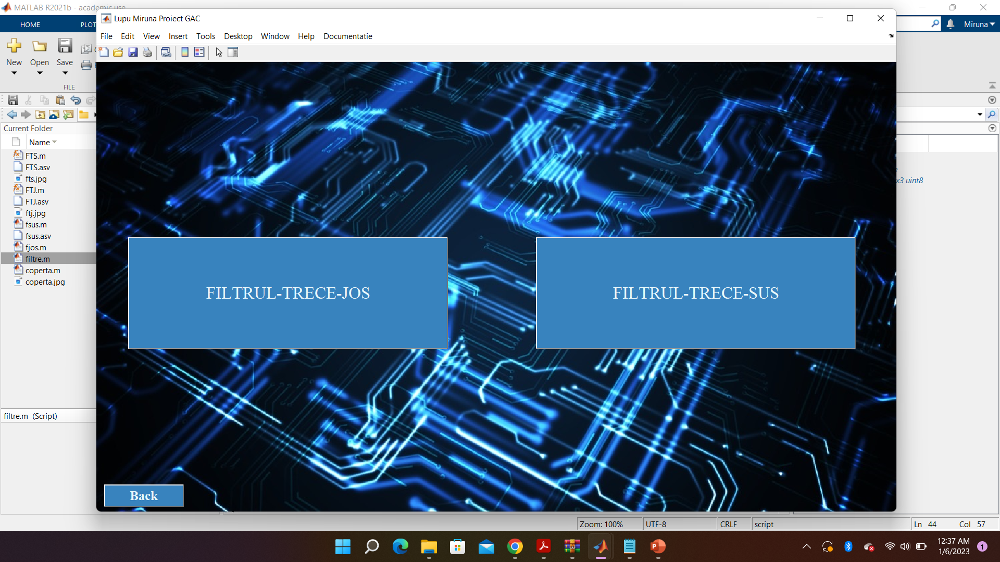 MATLAB R2021b - academic use
HOME
PLOT
Miruna
New
Open
Save
FILE
Current Folder
Name
FTS.m
FTS.asv
fts.jpg
FTJ.m
FTJ.asv
ftj.jpg
fsus.m
fsus.asv
fjos.m
filtre.m
coperta.m
coperta.jpg
filtre.m (Script)
Lupu Miruna Proiect GAC
File Edit View Insert Tools Desktop Window Help Documentatie
FILTRUL-TRECE-JOS
FILTRUL-TRECE-SUS
Back
x3 uint8
Zoom: 100% UTF-8 CRLF script Ln 44 Col 57
12:37 AM
1/6/2023
1